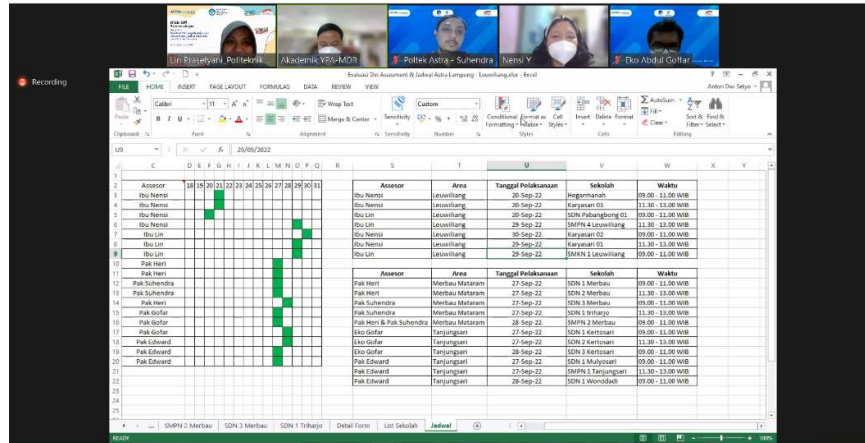 Lin Prasetyani_Politeknik...
Akademik YPA-MDR
Poltek Astra - Suhendra
Nensi Y
Eko Abdul Goffar
Recording
Evaluasi Diri Assessment & Jadwal Astra Lampung - Leuwiliang.xlsx - Excel
FILE HOME INSERT PAGE LAYOUT FORMULAS DATA REVIEW VIEW
Anton Dwi Setyo
Paste
Calibri 11
Wrap Text
Merge & Center
Sensitivity
Custom
Conditional Formatting
Format as Table
Cell Styles
Insert Delete Format
AutoSum
Fill
Clear
Sort & Filter
Find & Select
Clipboard Font Alignment Sensitivity Number Styles Cells Editing
U9 29/09/2022
C D E F G H I J K L M N O P Q R S T U V W X Y
Assesor 18 19 20 21 22 23 24 25 26 27 28 29 30 31
Ibu Nensi
Ibu Nensi
Ibu Lin
Ibu Nensi
Ibu Lin
Ibu Nensi
Ibu Lin
Pak Heri
Pak Heri
Pak Suhendra
Pak Suhendra
Pak Heri
Pak Gofar
Pak Gofar
Pak Gofar
Pak Edward
Pak Edward
Pak Edward
Assesor Area Tanggal Pelaksanaan Sekolah Waktu
Ibu Nensi Leuwiliang 20-Sep-22 Hegarmanah 09.00 - 11.00 WIB
Ibu Nensi Leuwiliang 20-Sep-22 Karyasari 03 11.30 - 13.00 WIB
Ibu Lin Leuwiliang 20-Sep-22 SDN Pabangbong 01 09.00 - 11.00 WIB
Ibu Lin Leuwiliang 29-Sep-22 SMPN 4 Leuwiliang 11.30 - 13.00 WIB
Ibu Nensi Leuwiliang 30-Sep-22 Karyasari 02 09.00 - 11.00 WIB
Ibu Nensi Leuwiliang 29-Sep-22 Karyasari 01 11.30 - 13.00 WIB
Ibu Lin Leuwiliang 29-Sep-22 SMKN 1 Leuwiliang 09.00 - 11.00 WIB
Assesor Area Tanggal Pelaksanaan Sekolah Waktu
Pak Heri Merbau Mataram 27-Sep-22 SDN 1 Merbau 09.00 - 11.00 WIB
Pak Heri Merbau Mataram 27-Sep-22 SDN 2 Merbau 11.30 - 13.00 WIB
Pak Suhendra Merbau Mataram 27-Sep-22 SDN 3 Merbau 09.00 - 11.00 WIB
Pak Suhendra Merbau Mataram 27-Sep-22 SDN 1 triharjo 11.30 - 13.00 WIB
Pak Heri & Pak Suhendra Merbau Mataram 28-Sep-22 SMPN 2 Merbau 09.00 - 11.00 WIB
Eko Gofar Tanjungsari 27-Sep-22 SDN 1 Kertosari 09.00 - 11.00 WIB
Eko Gofar Tanjungsari 27-Sep-22 SDN 2 Kertosari 11.30 - 13.00 WIB
Eko Gofar Tanjungsari 28-Sep-22 SDN 3 Kertosari 09.00 - 11.00 WIB
Pak Edward Tanjungsari 27-Sep-22 SDN 1 Mulyosari 09.00 - 11.00 WIB
Pak Edward Tanjungsari 27-Sep-22 SMPN 1 Tanjungsari 11.30 - 13.00 WIB
Pak Edward Tanjungsari 28-Sep-22 SDN 1 Wonodadi 09.00 - 11.00 WIB
... SMPN 2 Merbau SDN 3 Merbau SDN 1 Triharjo Detail Form List Sekolah Jadwal
READY 100%